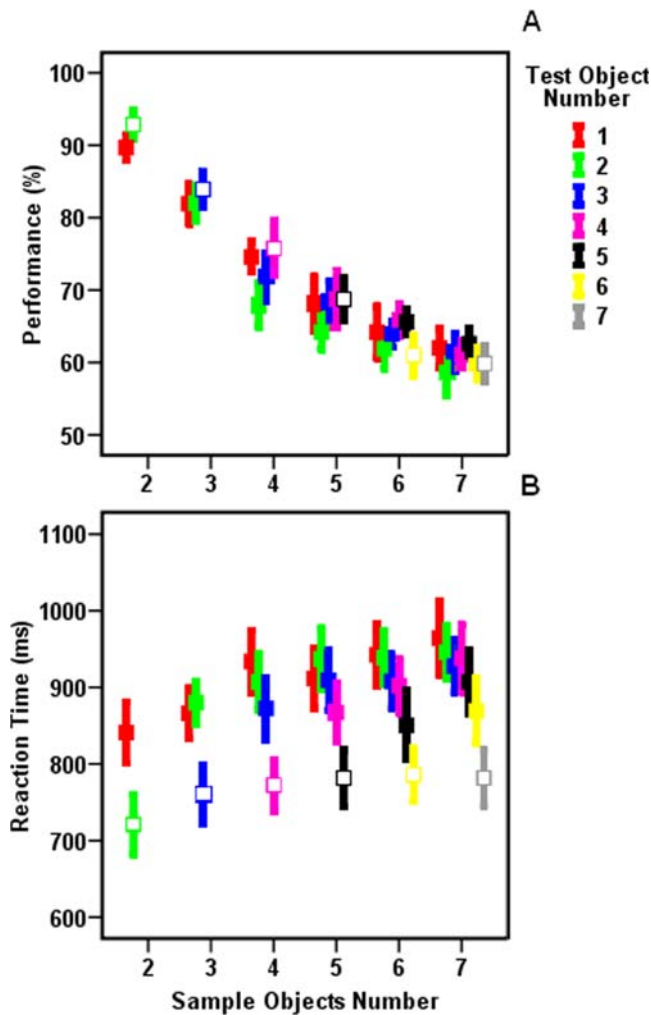 A
100
90
80
70
60
50
Performance (%)
2 3 4 5 6 7
Test Object
Number
1
2
3
4
5
6
7
B
1100
1000
900
800
700
600
Reaction Time (ms)
2 3 4 5 6 7
Sample Objects Number